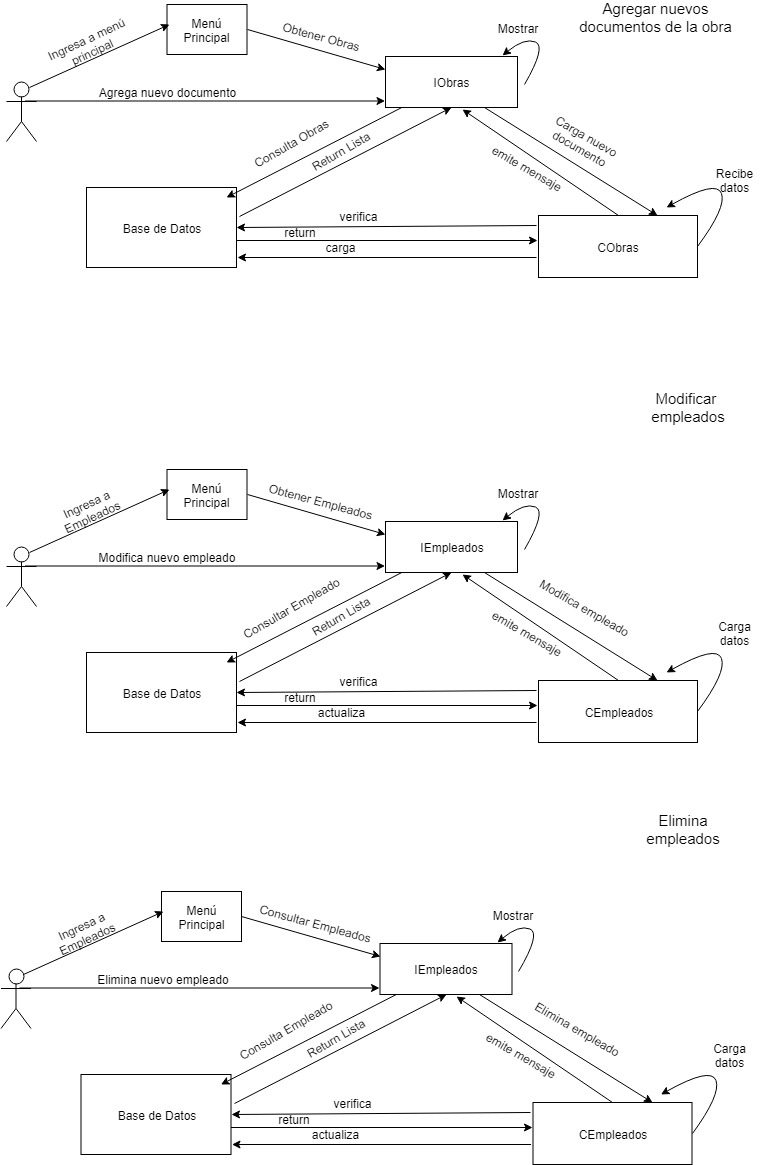 Agregar nuevos
documentos de la obra
Ingresa a menú
principal
Menú
Principal
Obtener Obras
Mostrar
IObras
Agrega nuevo documento
Consulta Obras
Return Lista
Carga nuevo
documento
emite mensaje
Recibe
datos
Base de Datos
verifica
return
carga
CObras
Modificar
empleados
Ingresa a
Empleados
Menú
Principal
Obtener Empleados
Mostrar
IEmpleados
Modifica nuevo empleado
Consultar Empleado
Return Lista
Modifica empleado
emite mensaje
Carga
datos
Base de Datos
verifica
return
actualiza
CEmpleados
Elimina
empleados
Ingresa a
Empleados
Menú
Principal
Consultar Empleados
Mostrar
IEmpleados
Elimina nuevo empleado
Consulta Empleado
Return Lista
Elimina empleado
emite mensaje
Carga
datos
Base de Datos
verifica
return
actualiza
CEmpleados